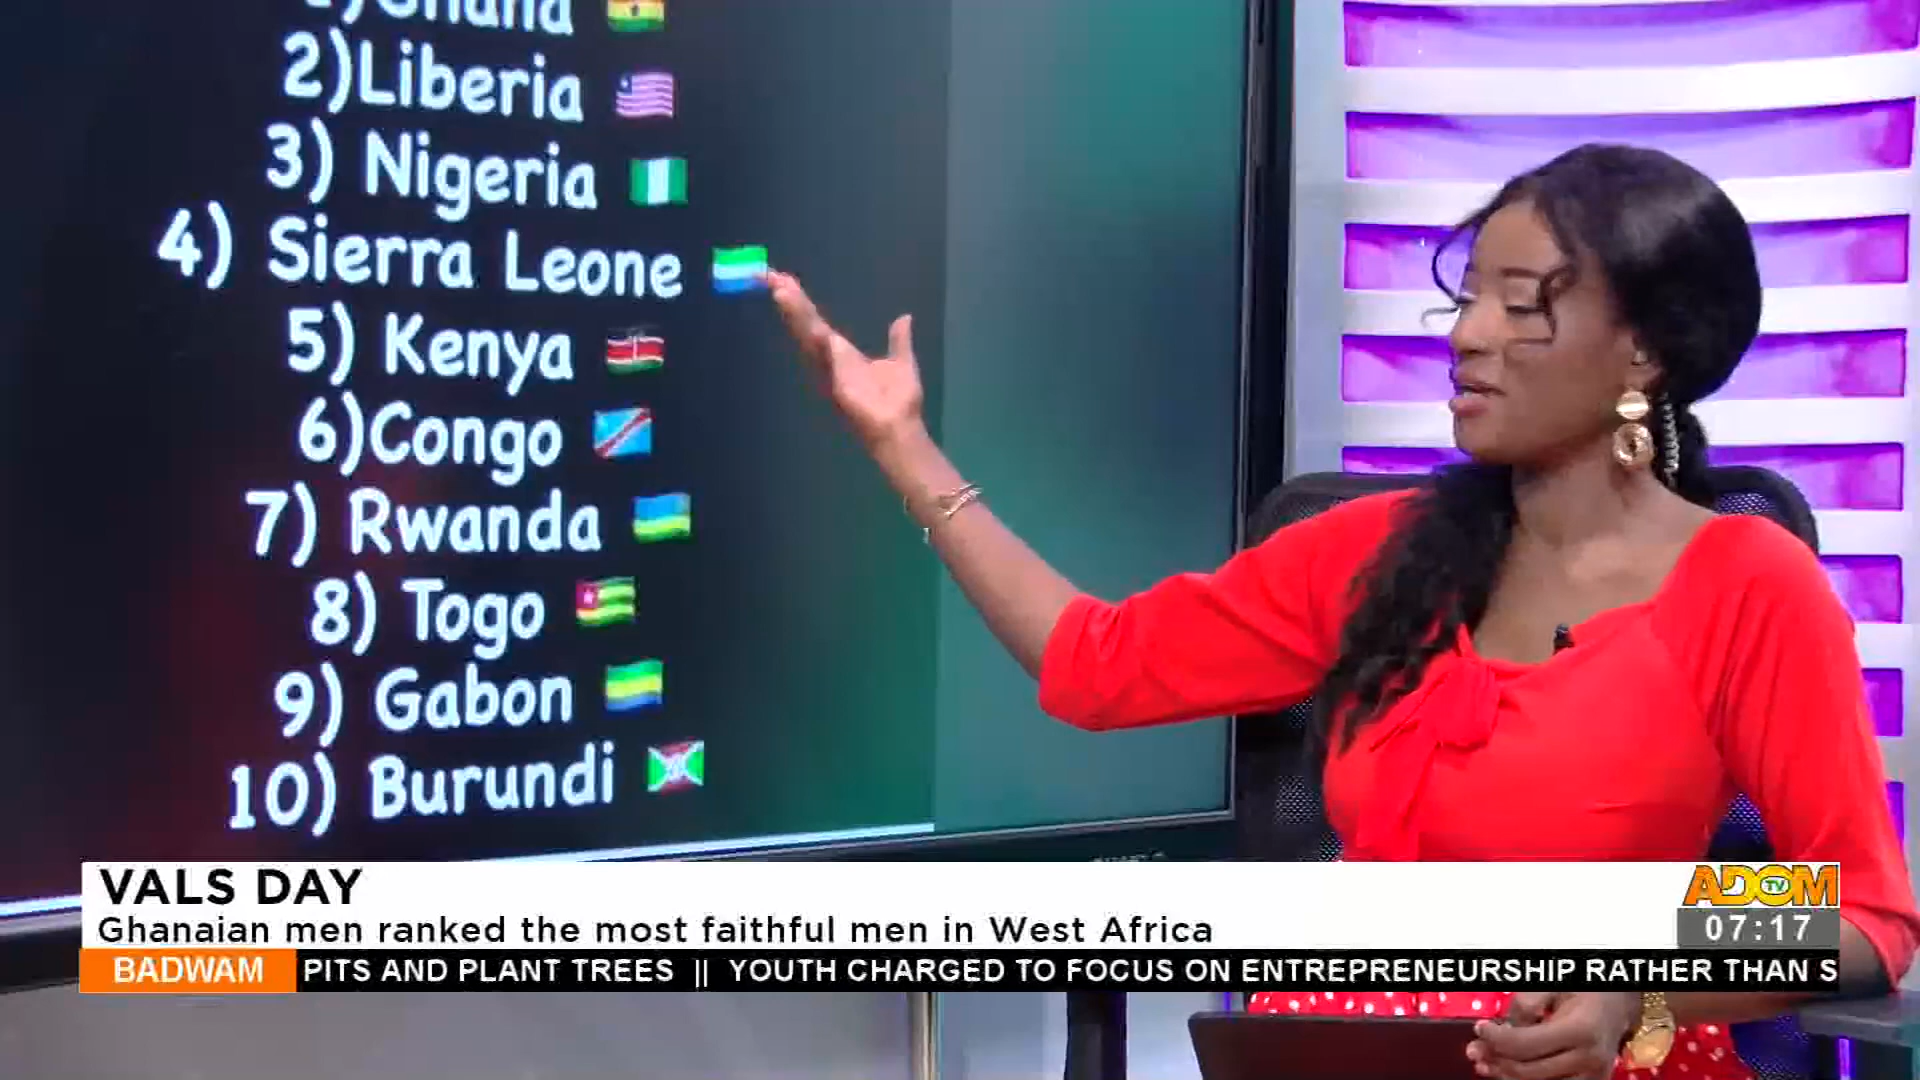 1)Ghana
2)Liberia
3) Nigeria
4) Sierra Leone
5) Kenya
6)Congo
7) Rwanda
8) Togo
9) Gabon
10) Burundi
VALS DAY
Ghanaian men ranked the most faithful men in West Africa
ADOM
TV
07:17
BADWAM PITS AND PLANT TREES || YOUTH CHARGED TO FOCUS ON ENTREPRENEURSHIP RATHER THAN S